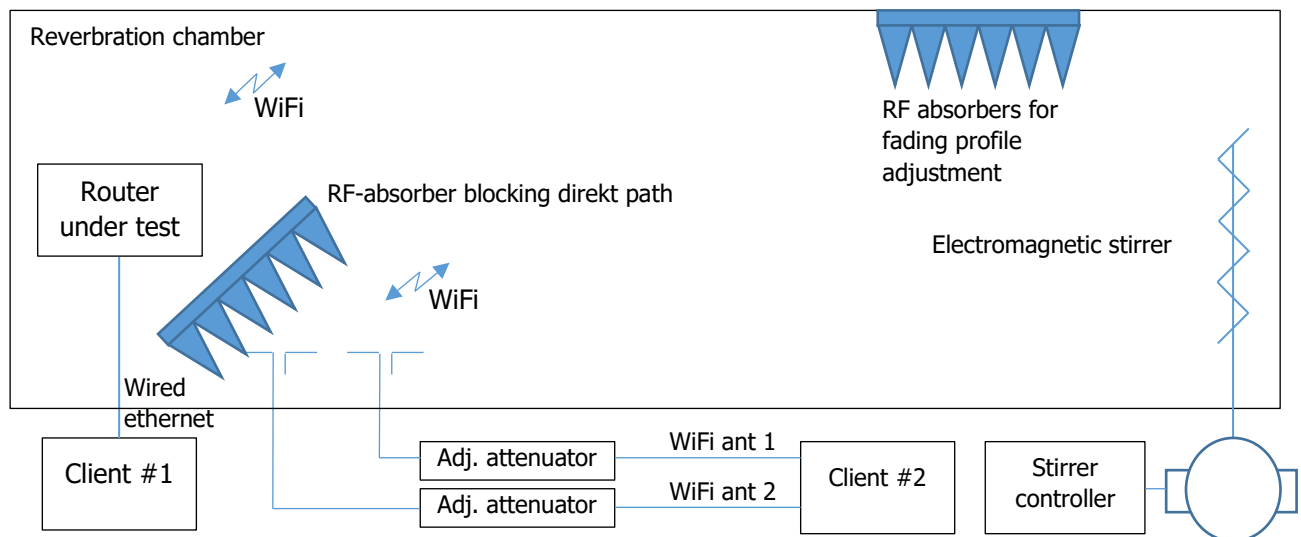 Reverbration chamber
WiFi
RF absorbers for
fading profile
adjustment
Router
under test
RF-absorber blocking direkt path
Electromagnetic stirrer
WiFi
Wired
ethernet
Client #1
Adj. attenuator
WiFi ant 1
Adj. attenuator
WiFi ant 2
Client #2
Stirrer
controller